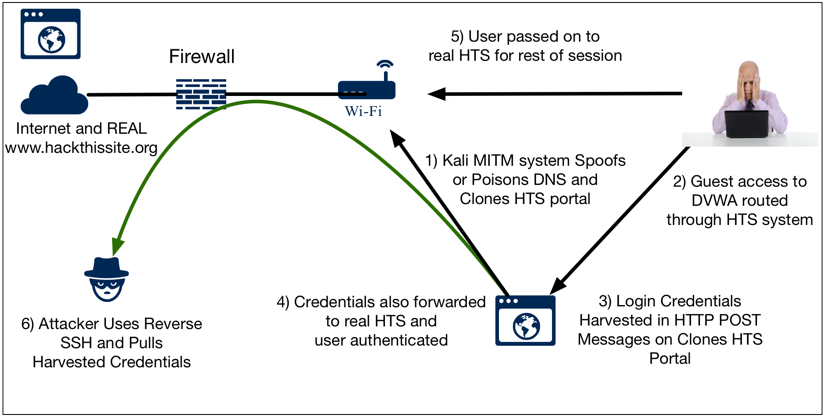 Firewall
5) User passed on to
real HTS for rest of session
Wi-Fi
Internet and REAL
www.hackthissite.org
1) Kali MITM system Spoofs
or Poisons DNS and
Clones HTS portal
2) Guest access to
DVWA routed
through HTS system
4) Credentials also forwarded
to real HTS and
user authenticated
3) Login Credentials
Harvested in HTTP POST
Messages on Clones HTS
Portal
6) Attacker Uses Reverse
SSH and Pulls
Harvested Credentials